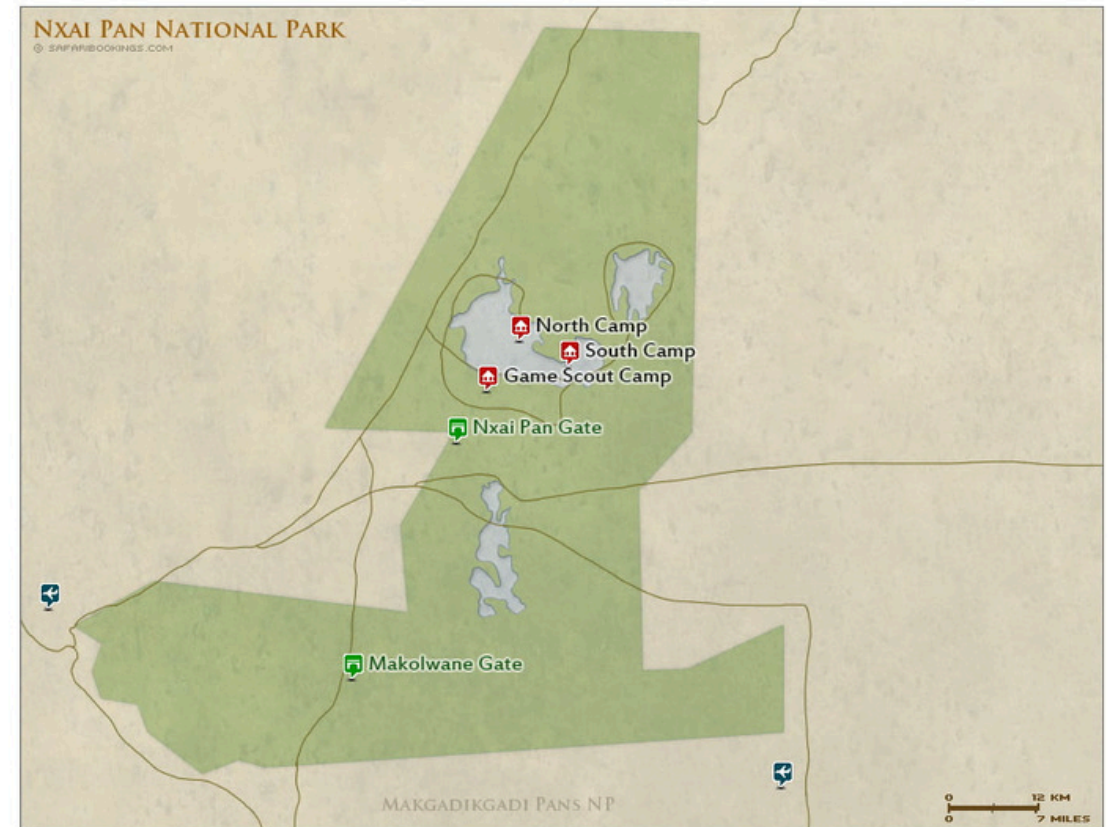 Nxai Pan National Park
© SAFARIBOOKINGS.COM
North Camp
South Camp
Game Scout Camp
Nxai Pan Gate
Makolwane Gate
Makgadikgadi Pans NP
0 12 KM
0 7 MILES